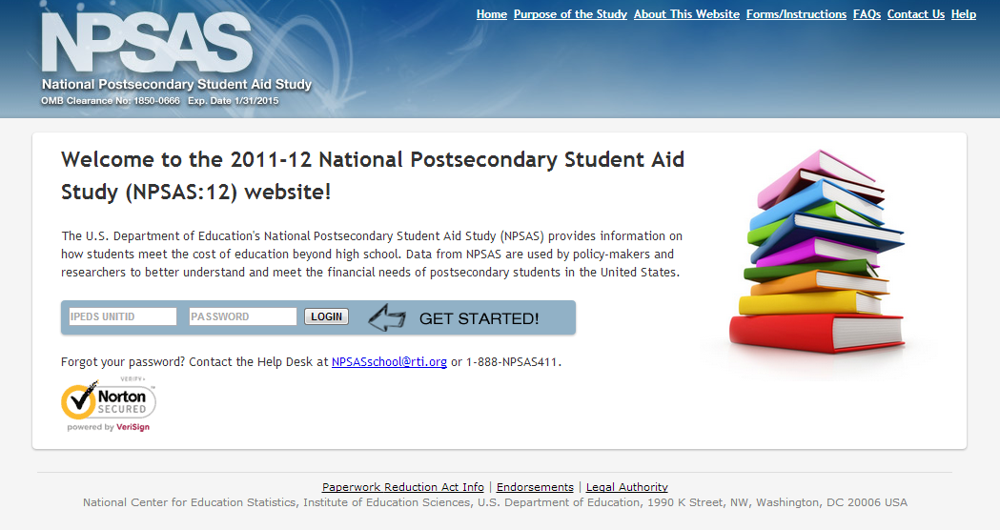 NPSAS
National Postsecondary Student Aid Study
OMB Clearance No: 1850-0666 Exp. Date 1/31/2015
Home Purpose of the Study About This Website Forms/Instructions FAQs Contact Us Help
Welcome to the 2011-12 National Postsecondary Student Aid
Study (NPSAS:12) website!
The U.S. Department of Education's National Postsecondary Student Aid Study (NPSAS) provides information on
how students meet the cost of education beyond high school. Data from NPSAS are used by policy-makers and
researchers to better understand and meet the financial needs of postsecondary students in the United States.
IPEDS UNITID PASSWORD LOGIN GET STARTED!
Forgot your password? Contact the Help Desk at NPSASschool@rti.org or 1-888-NPSAS411.
VERIFY▸
Norton™
SECURED
powered by VeriSign
Paperwork Reduction Act Info | Endorsements | Legal Authority
National Center for Education Statistics, Institute of Education Sciences, U.S. Department of Education, 1990 K Street, NW, Washington, DC 20006 USA